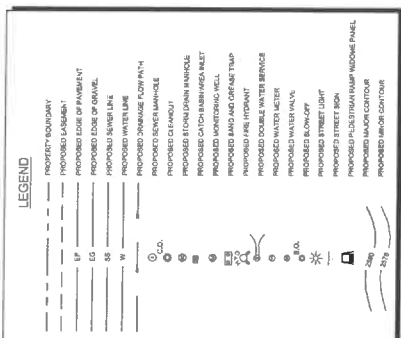 LEGEND
PROPERTY BOUNDARY
PROPOSED EASEMENT
EP PROPOSED EDGE OF PAVEMENT
EG PROPOSED EDGE OF GRAVEL
SS PROPOSED SEWER LINE
W PROPOSED WATER LINE
PROPOSED DRAINAGE FLOW PATH
PROPOSED SEWER MANHOLE
C.O. PROPOSED CLEANOUT
PROPOSED STORM DRAIN MANHOLE
PROPOSED CATCH BASIN/AREA INLET
PROPOSED MONITORING WELL
PROPOSED SAND AND GREASE TRAP
PROPOSED FIRE HYDRANT
PROPOSED DOUBLE WATER SERVICE
PROPOSED WATER METER
PROPOSED WATER VALVE
B.O. PROPOSED BLOW-OFF
PROPOSED STREET LIGHT
PROPOSED STREET SIGN
PROPOSED PEDESTRIAN RAMP W/DOME PANEL
2580 PROPOSED MAJOR CONTOUR
2578 PROPOSED MINOR CONTOUR